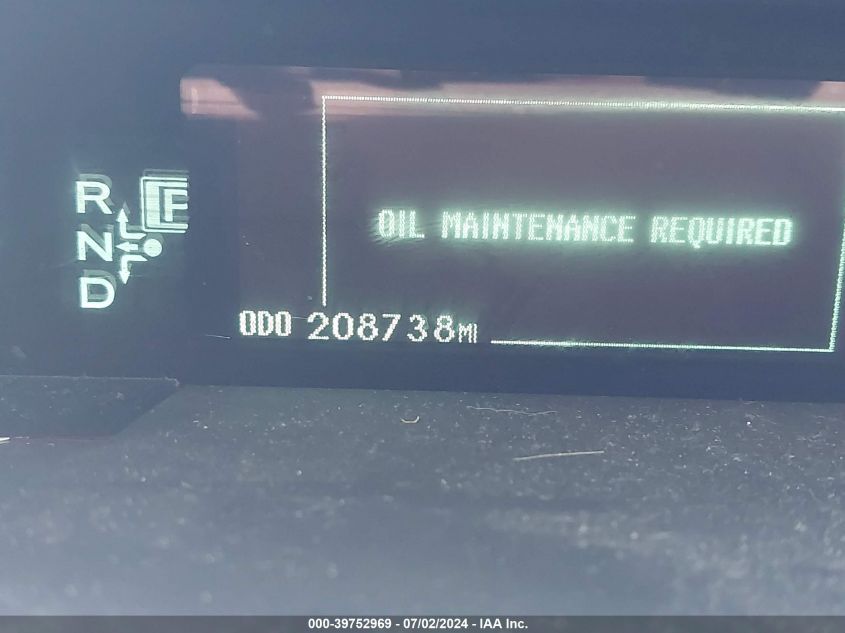 R
P
N
D
OIL MAINTENANCE REQUIRED
ODO 208738MI
000-39752969 - 07/02/2024 - IAA Inc.